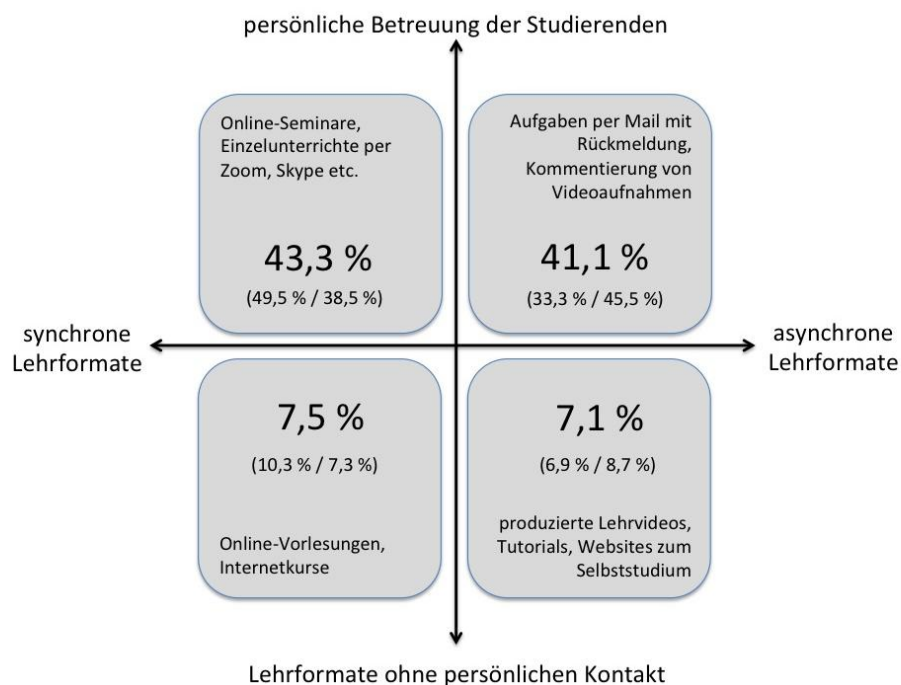 persönliche Betreuung der Studierenden
Online-Seminare,
Einzelunterrichte per
Zoom, Skype etc.
43,3 %
(49,5 % / 38,5 %)
Aufgaben per Mail mit
Rückmeldung,
Kommentierung von
Videoaufnahmen
41,1 %
(33,3 % / 45,5 %)
synchrone
Lehrformate
asynchrone
Lehrformate
7,5 %
(10,3 % / 7,3 %)
Online-Vorlesungen,
Internetkurse
7,1 %
(6,9 % / 8,7 %)
produzierte Lehrvideos,
Tutorials, Websites zum
Selbststudium
Lehrformate ohne persönlichen Kontakt